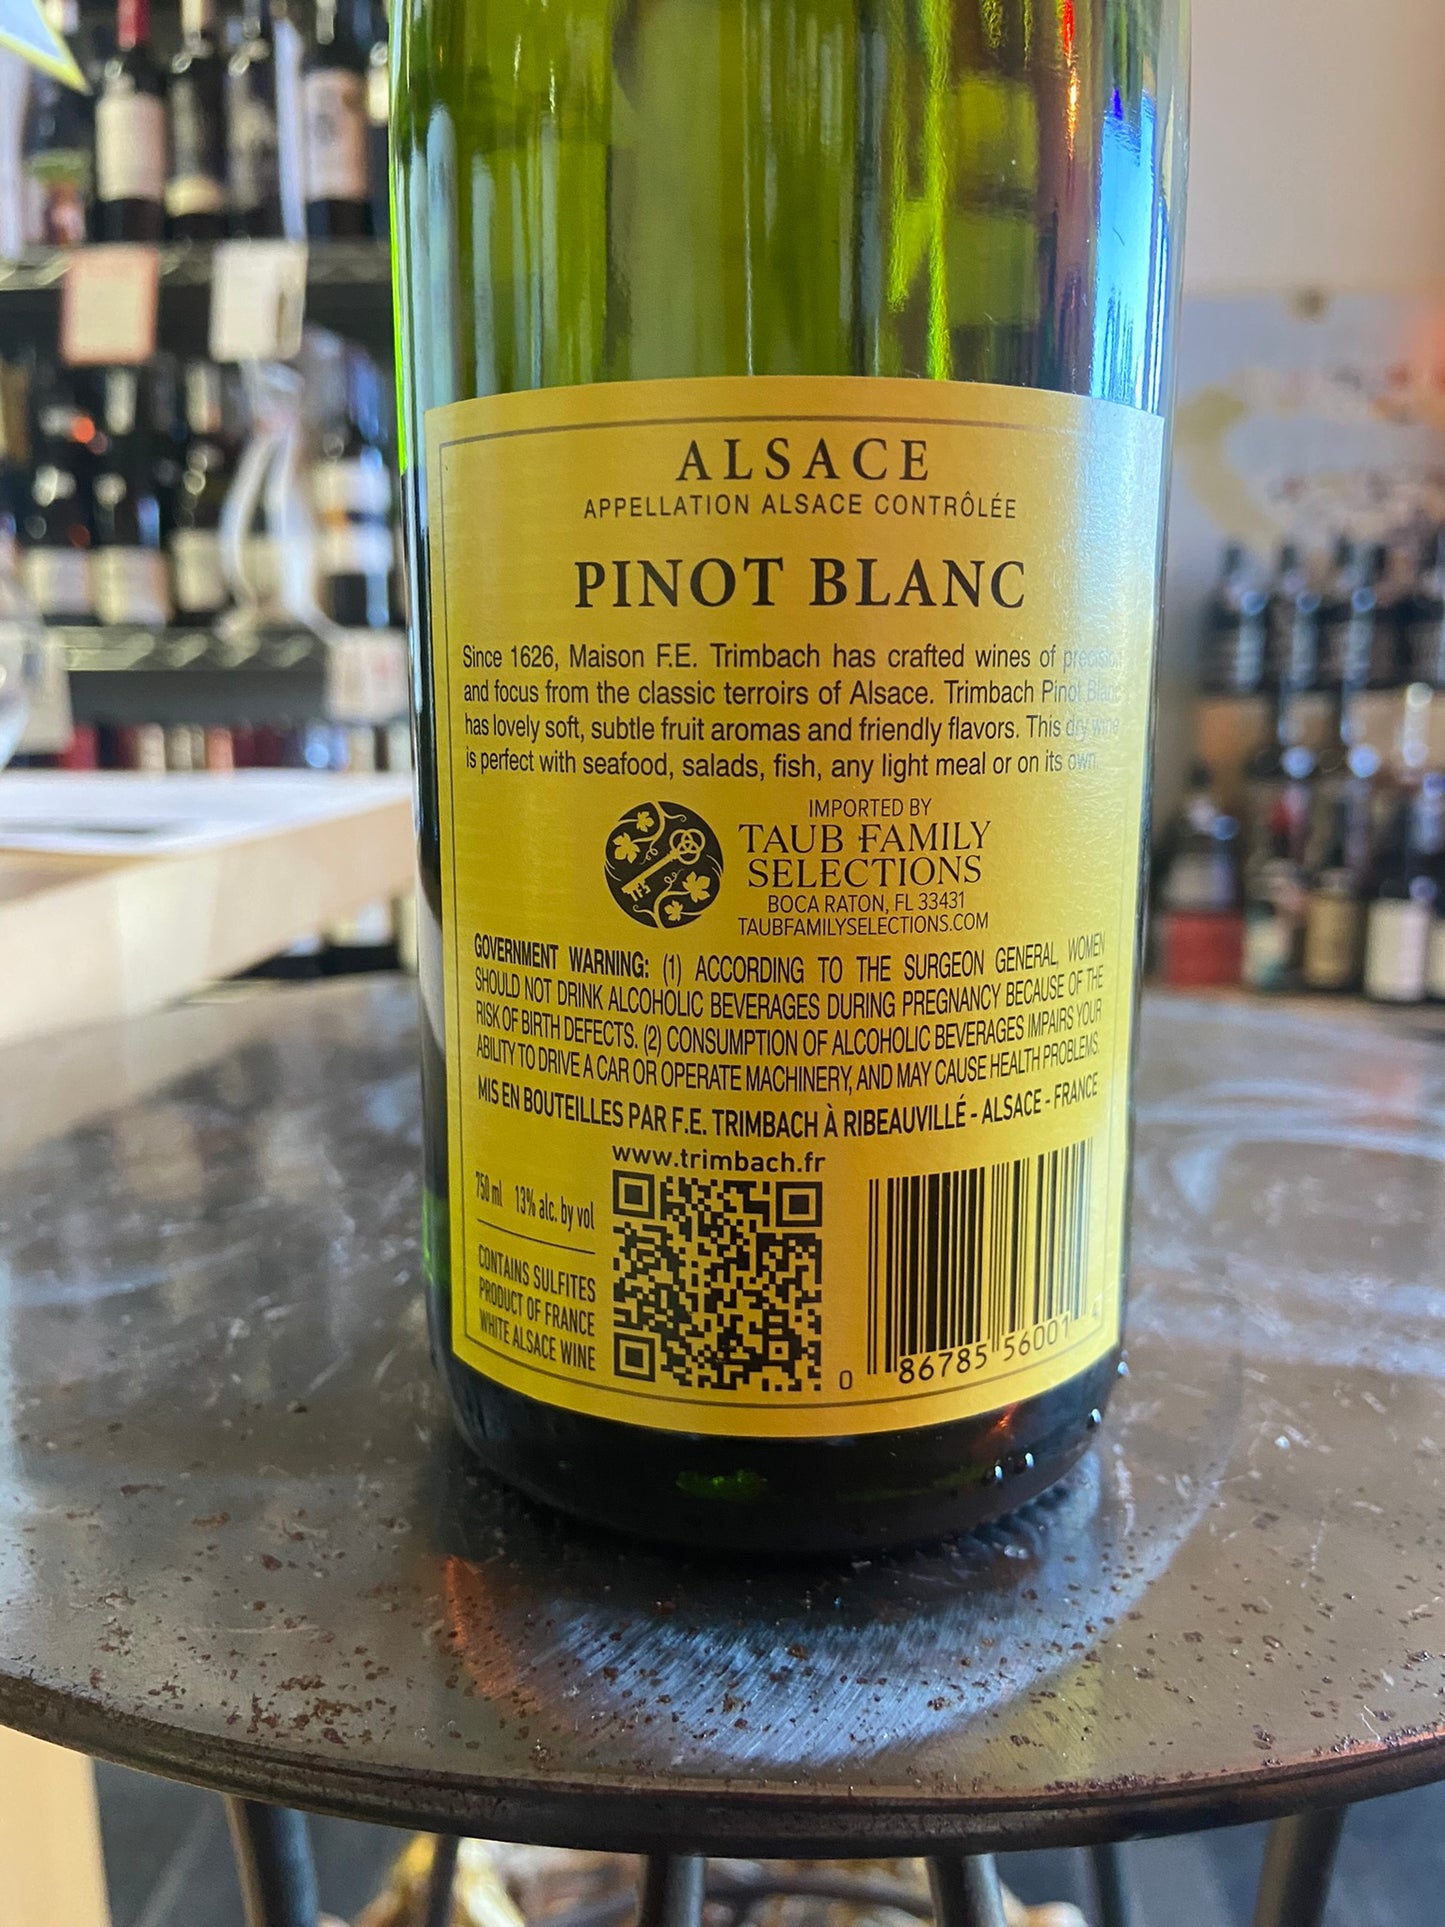 ALSACE
APPELLATION ALSACE CONTRÔLÉE
PINOT BLANC
Since 1626, Maison F.E. Trimbach has crafted wines of precision
and focus from the classic terroirs of Alsace. Trimbach Pinot Blanc
has lovely soft, subtle fruit aromas and friendly flavors. This dry wine
is perfect with seafood, salads, fish, any light meal or on its own.
IMPORTED BY
TAUB FAMILY
SELECTIONS
TFS
BOCA RATON, FL 33431
TAUBFAMILYSELECTIONS.COM
GOVERNMENT WARNING: (1) ACCORDING TO THE SURGEON GENERAL, WOMEN
SHOULD NOT DRINK ALCOHOLIC BEVERAGES DURING PREGNANCY BECAUSE OF THE
RISK OF BIRTH DEFECTS. (2) CONSUMPTION OF ALCOHOLIC BEVERAGES IMPAIRS YOUR
ABILITY TO DRIVE A CAR OR OPERATE MACHINERY, AND MAY CAUSE HEALTH PROBLEMS.
MIS EN BOUTEILLES PAR F.E. TRIMBACH À RIBEAUVILLÉ - ALSACE - FRANCE
www.trimbach.fr
750 ml 13% alc. by vol
CONTAINS SULFITES
PRODUCT OF FRANCE
WHITE ALSACE WINE
0 86785 56001 4